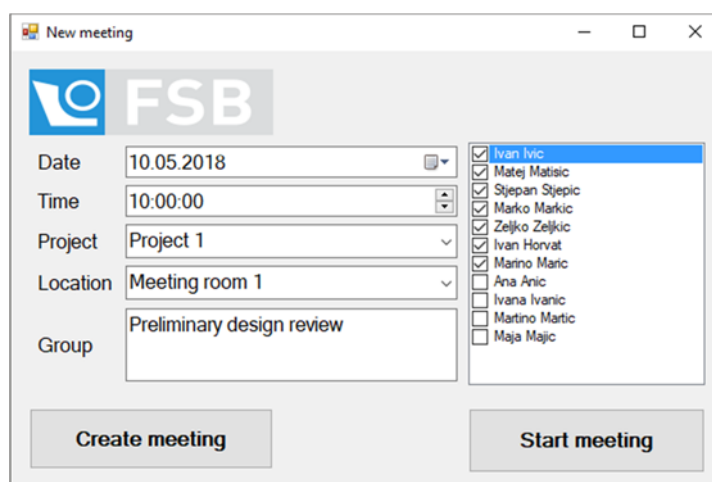 New meeting
FSB
Date
10.05.2018
Time
10:00:00
Project
Project 1
Location
Meeting room 1
Group
Preliminary design review
Ivan Ivic
Matej Matisic
Stjepan Stjepic
Marko Markic
Zeljko Zeljkic
Ivan Horvat
Marino Maric
Ana Anic
Ivana Ivanic
Martino Martic
Maja Majic
Create meeting
Start meeting